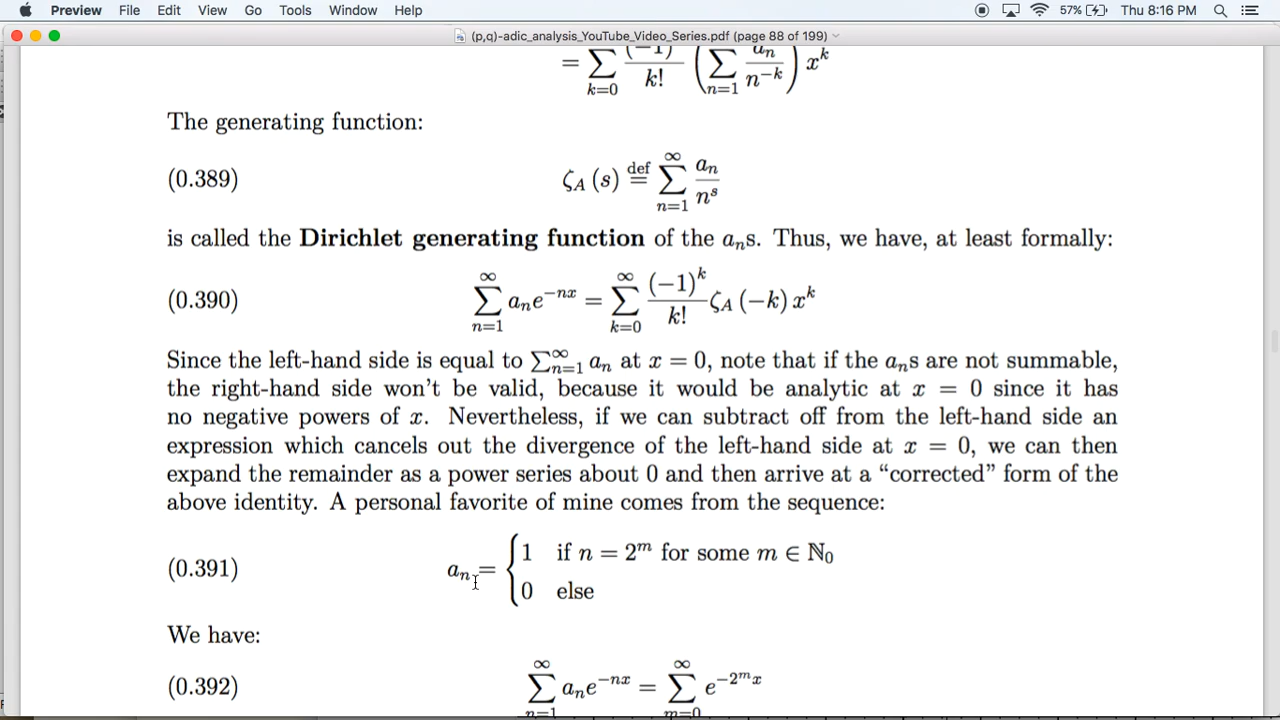 Preview File Edit View Go Tools Window Help 57% Thu 8:16 PM
(p,q)-adic_analysis_YouTube_Video_Series.pdf (page 88 of 199)
= ∑_{k=0} (−1)/k! (∑_{n=1} a_n/n^{−k}) x^k
The generating function:
(0.389) ζ_A (s) def= ∑_{n=1}^{∞} a_n/n^s
is called the Dirichlet generating function of the a_ns. Thus, we have, at least formally:
(0.390) ∑_{n=1}^{∞} a_n e^{−nx} = ∑_{k=0}^{∞} (−1)^k/k! ζ_A (−k) x^k
Since the left-hand side is equal to ∑_{n=1}^{∞} a_n at x = 0, note that if the a_ns are not summable,
the right-hand side won't be valid, because it would be analytic at x = 0 since it has
no negative powers of x. Nevertheless, if we can subtract off from the left-hand side an
expression which cancels out the divergence of the left-hand side at x = 0, we can then
expand the remainder as a power series about 0 and then arrive at a “corrected” form of the
above identity. A personal favorite of mine comes from the sequence:
(0.391) a_n = { 1 if n = 2^m for some m ∈ ℕ_0
0 else
We have:
(0.392) ∑_{n=1}^{∞} a_n e^{−nx} = ∑_{m=0}^{∞} e^{−2^m x}